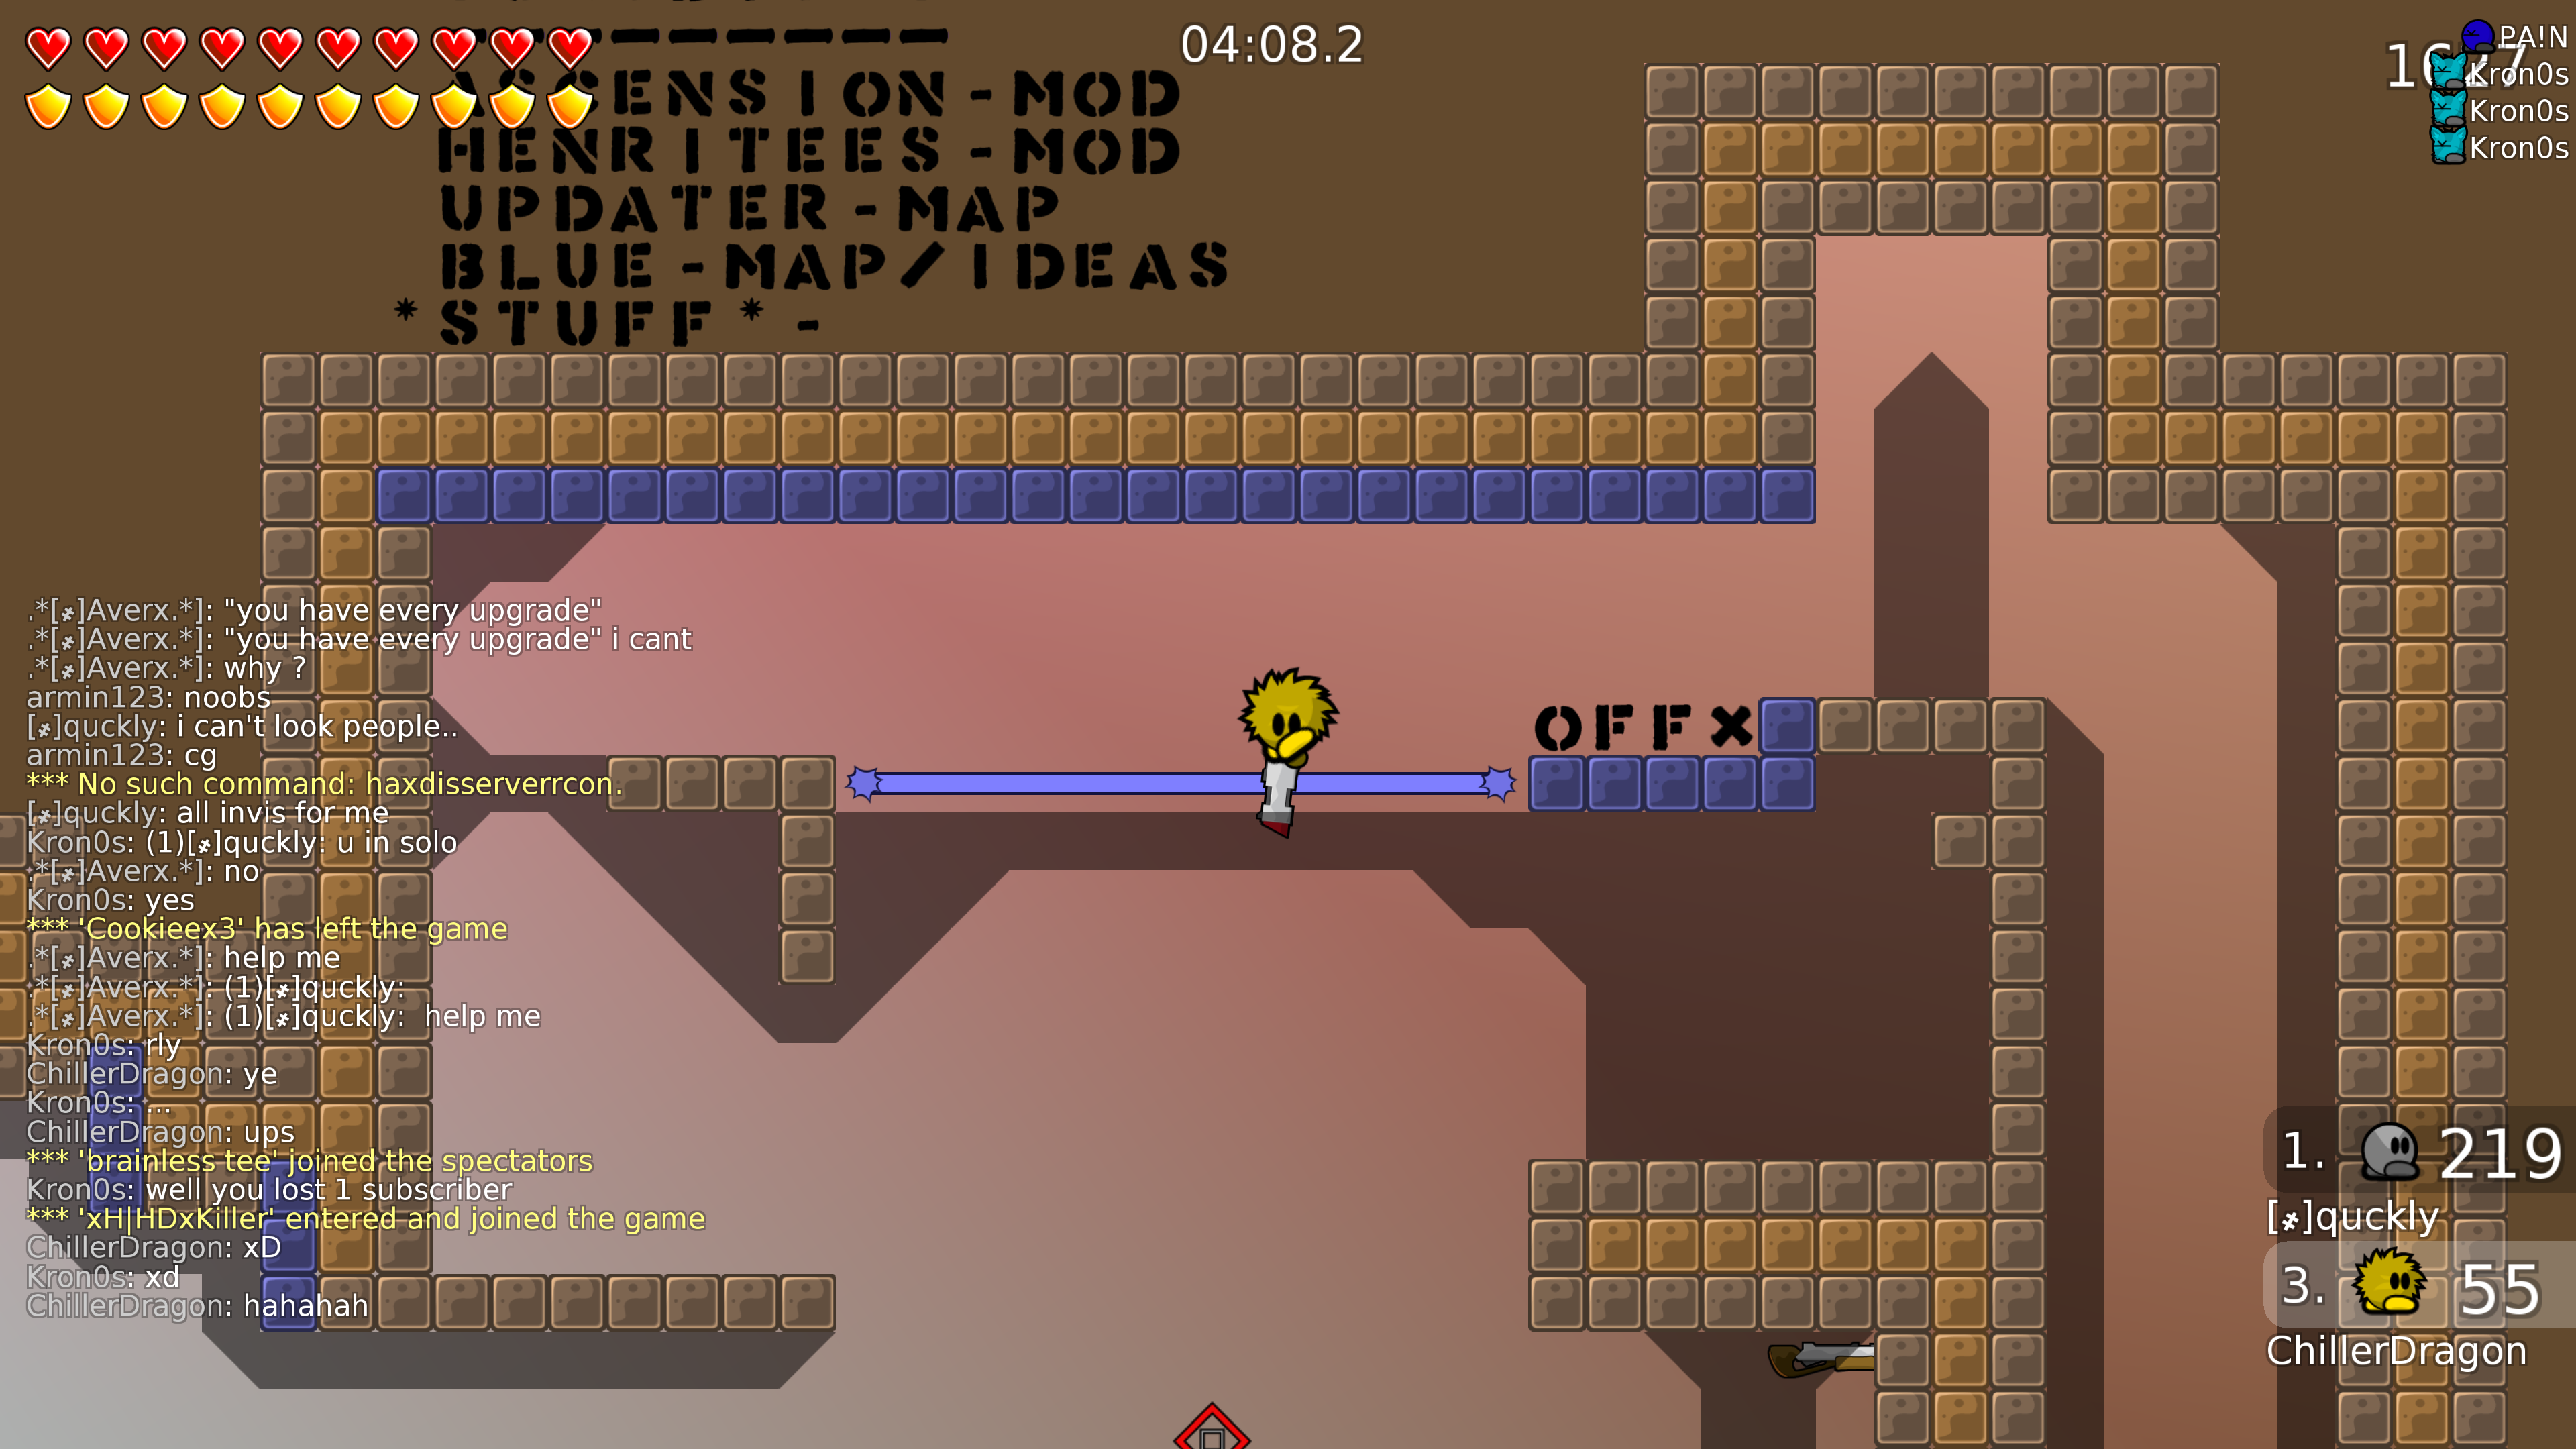 04:08.2
PA!N
Kron0s
Kron0s
Kron0s
ASCENSION-MOD
HENRITEES-MOD
UPDATER-MAP
BLUE-MAP/IDEAS
*STUFF*-
OFF
.*[҂]Averx.*]: "you have every upgrade"
.*[҂]Averx.*]: "you have every upgrade" i cant
.*[҂]Averx.*]: why ?
armin123: noobs
[҂]quckly: i can't look people..
armin123: cg
*** No such command: haxdisserverrcon.
[҂]quckly: all invis for me
Kron0s: (1)[҂]quckly: u in solo
.*[҂]Averx.*]: no
Kron0s: yes
*** 'Cookieex3' has left the game
.*[҂]Averx.*]: help me
.*[҂]Averx.*]: (1)[҂]quckly:
.*[҂]Averx.*]: (1)[҂]quckly:  help me
Kron0s: rly
ChillerDragon: ye
Kron0s: ...
ChillerDragon: ups
*** 'brainless tee' joined the spectators
Kron0s: well you lost 1 subscriber
*** 'xH|HDxKiller' entered and joined the game
ChillerDragon: xD
Kron0s: xd
ChillerDragon: hahahah
1. 219
[҂]quckly
3. 55
ChillerDragon